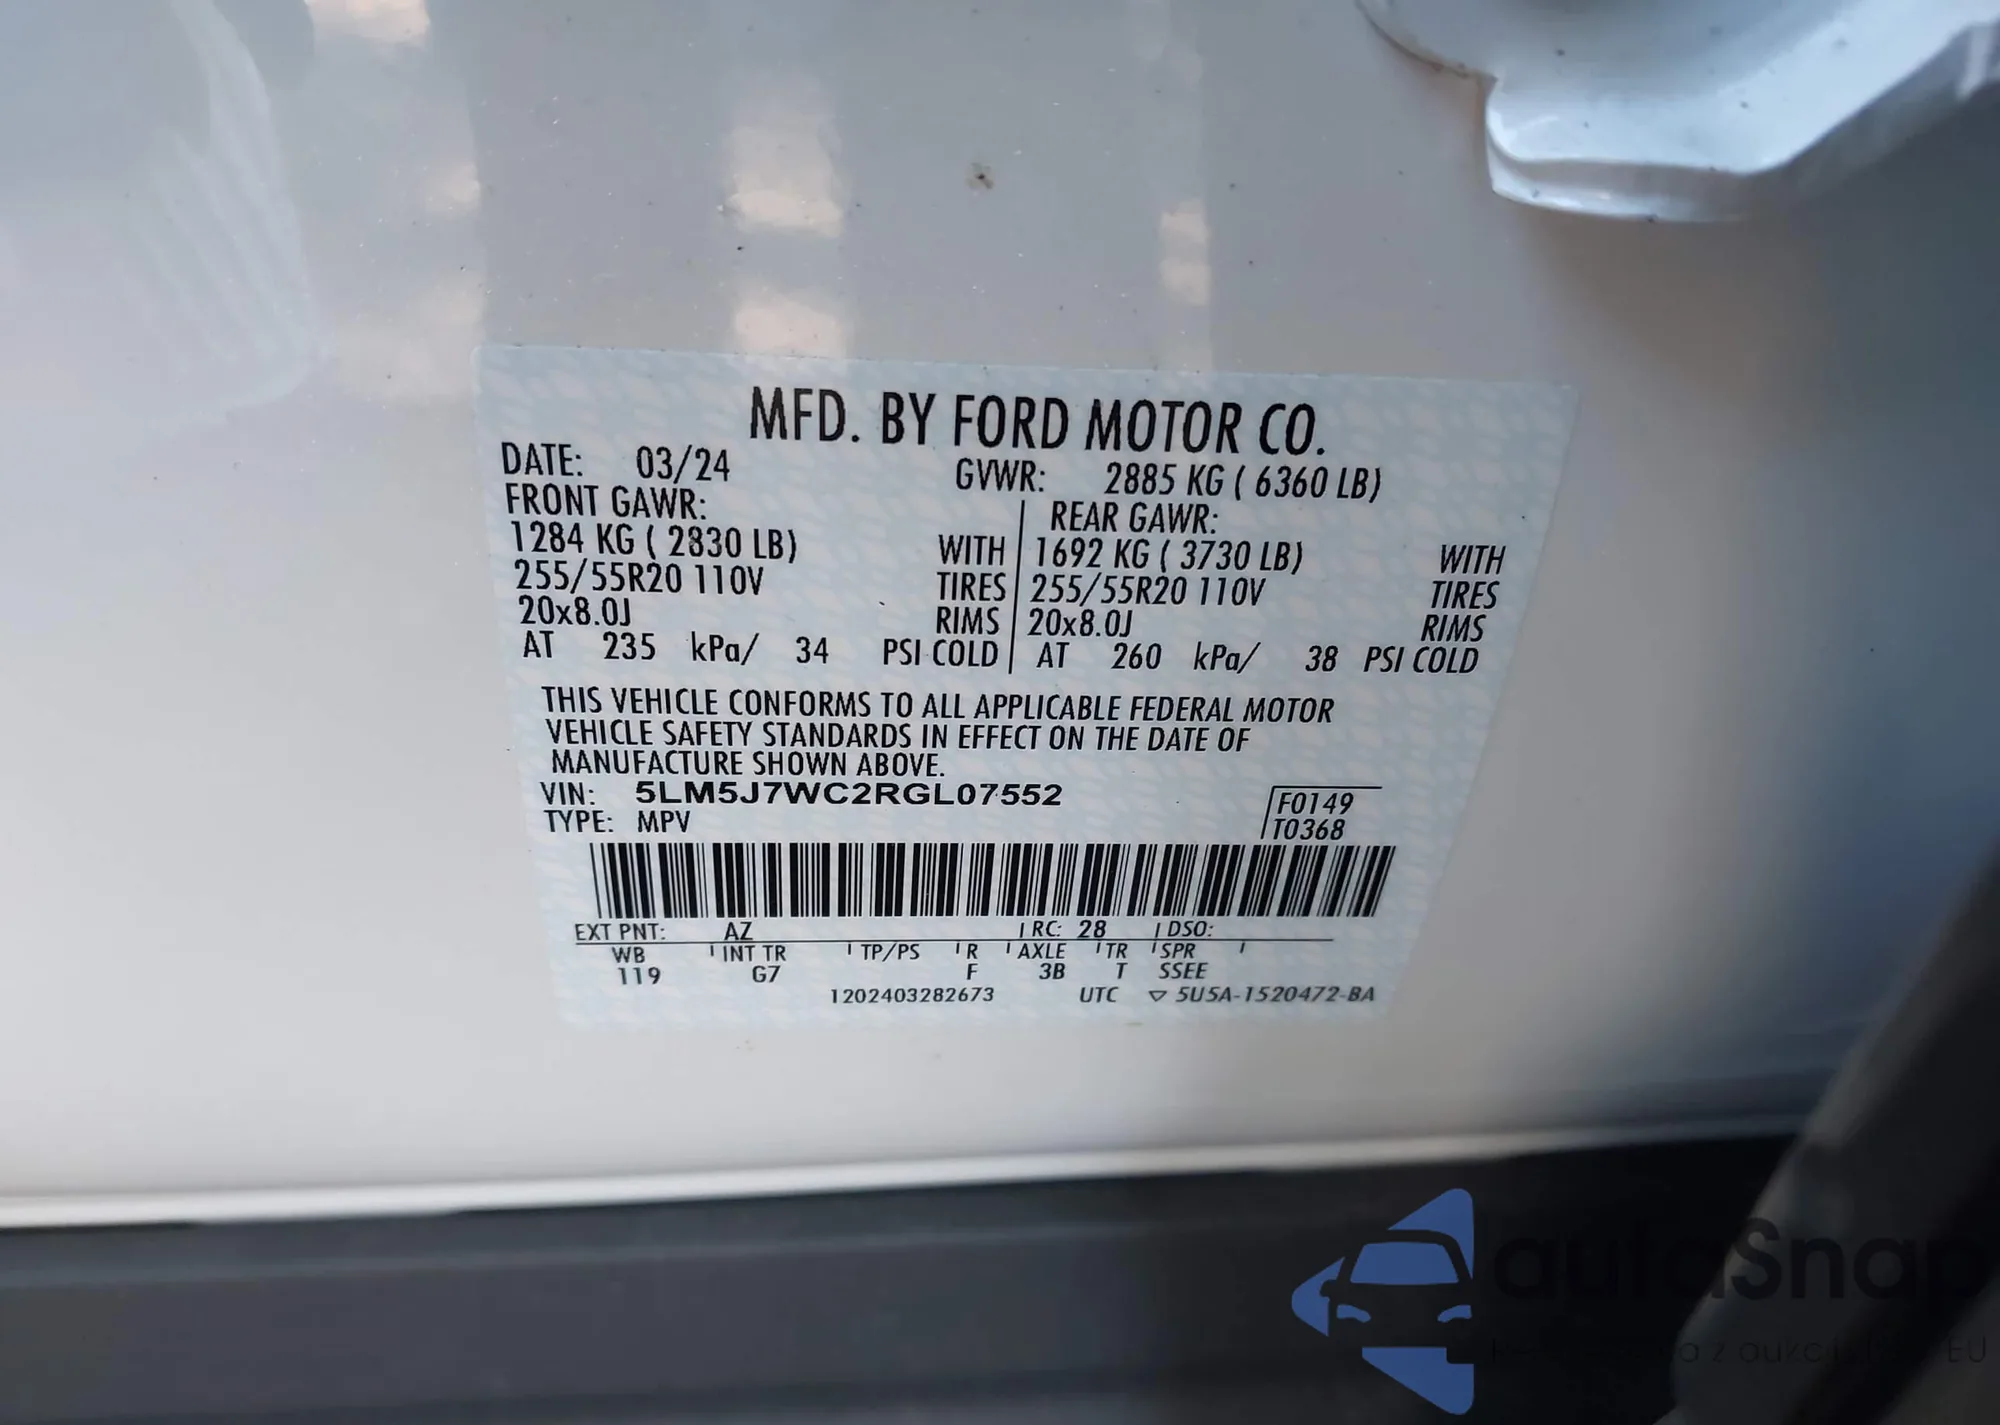 MFD. BY FORD MOTOR CO.
DATE: 03/24 GVWR: 2885 KG ( 6360 LB)
FRONT GAWR: REAR GAWR:
1284 KG ( 2830 LB) WITH 1692 KG ( 3730 LB) WITH
255/55R20 110V TIRES 255/55R20 110V TIRES
20x8.0J RIMS 20x8.0J RIMS
AT 235 kPa/ 34 PSI COLD AT 260 kPa/ 38 PSI COLD
THIS VEHICLE CONFORMS TO ALL APPLICABLE FEDERAL MOTOR
VEHICLE SAFETY STANDARDS IN EFFECT ON THE DATE OF
MANUFACTURE SHOWN ABOVE.
VIN: 5LM5J7WC2RGL07552 F0149
TYPE: MPV T0368
EXT PNT: AZ RC: 28 DSO:
WB INT TR TP/PS R AXLE TR SPR
119 G7 F 3B T SSEE
1202403282673 UTC ▽ 5U5A-1520472-BA
autaSnap
z aukcji EU